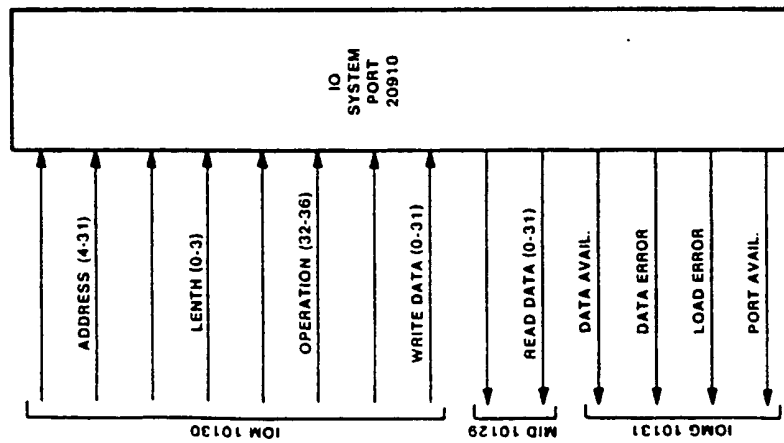 IO
SYSTEM
PORT
20910
ADDRESS (4-31)
LENTH (0-3)
OPERATION (32-36)
WRITE DATA (0-31)
READ DATA (0-31)
DATA AVAIL.
DATA ERROR
LOAD ERROR
PORT AVAIL.
IOM 10130
MID 10129
IOMG 10131